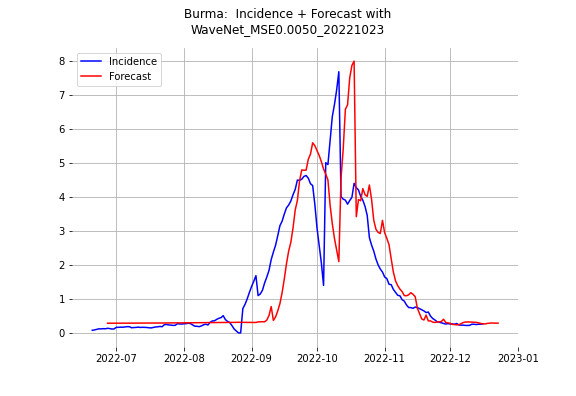 Burma:  Incidence + Forecast with
WaveNet_MSE0.0050_20221023
Incidence
Forecast
8
7
6
5
4
3
2
1
0
2022-07 2022-08 2022-09 2022-10 2022-11 2022-12 2023-01